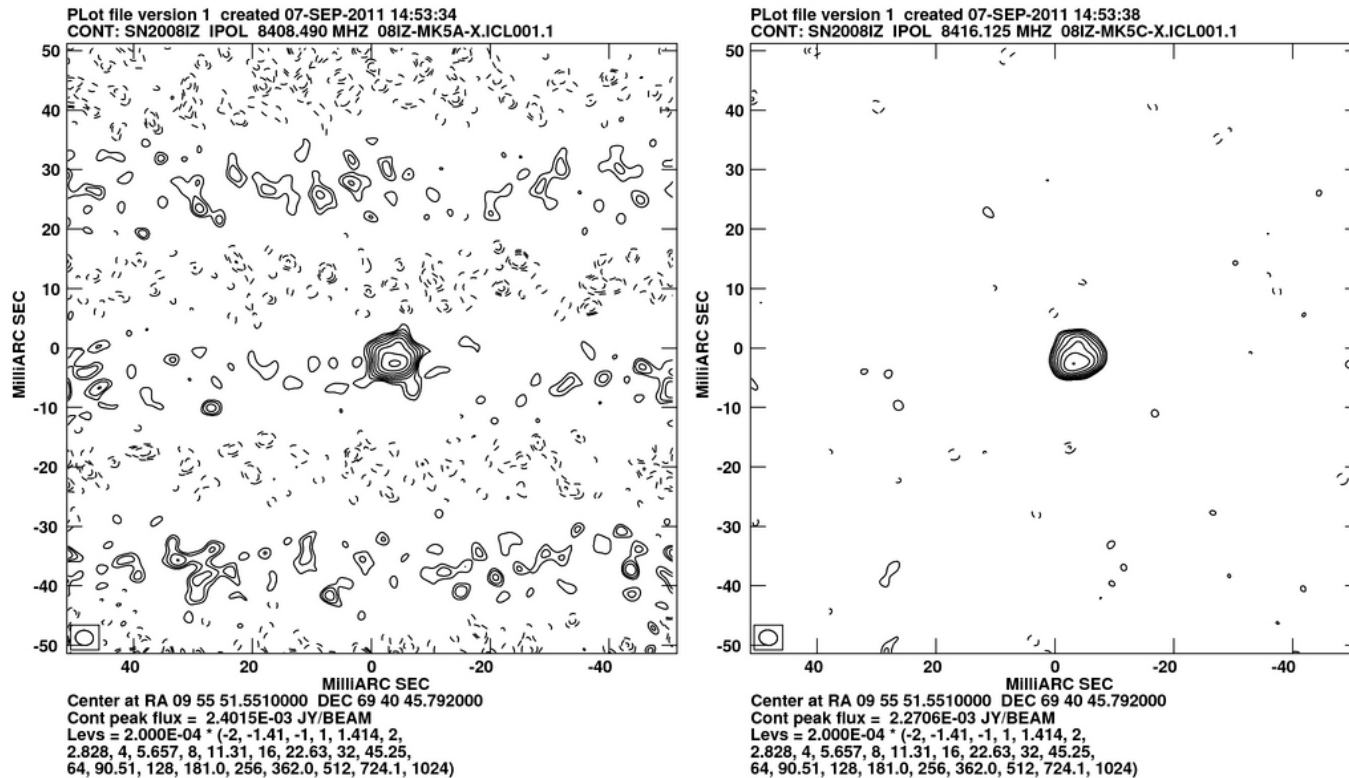 PLot file version 1 created 07-SEP-2011 14:53:34
CONT: SN2008IZ IPOL 8408.490 MHZ 08IZ-MK5A-X.ICL001.1
MilliARC SEC
50
40
30
20
10
0
-10
-20
-30
-40
-50
40 20 0 -20 -40
MilliARC SEC
Center at RA 09 55 51.5510000 DEC 69 40 45.792000
Cont peak flux = 2.4015E-03 JY/BEAM
Levs = 2.000E-04 * (-2, -1.41, -1, 1, 1.414, 2,
2.828, 4, 5.657, 8, 11.31, 16, 22.63, 32, 45.25,
64, 90.51, 128, 181.0, 256, 362.0, 512, 724.1, 1024)
PLot file version 1 created 07-SEP-2011 14:53:38
CONT: SN2008IZ IPOL 8416.125 MHZ 08IZ-MK5C-X.ICL001.1
MilliARC SEC
50
40
30
20
10
0
-10
-20
-30
-40
-50
40 20 0 -20 -40
MilliARC SEC
Center at RA 09 55 51.5510000 DEC 69 40 45.792000
Cont peak flux = 2.2706E-03 JY/BEAM
Levs = 2.000E-04 * (-2, -1.41, -1, 1, 1.414, 2,
2.828, 4, 5.657, 8, 11.31, 16, 22.63, 32, 45.25,
64, 90.51, 128, 181.0, 256, 362.0, 512, 724.1, 1024)